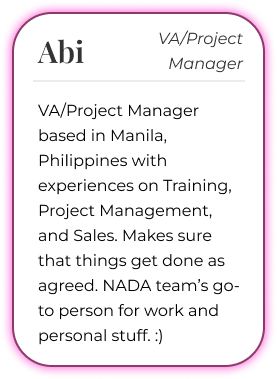 Abi
VA/Project
Manager
VA/Project Manager
based in Manila,
Philippines with
experiences on Training,
Project Management,
and Sales. Makes sure
that things get done as
agreed. NADA team's go-
to person for work and
personal stuff. :)